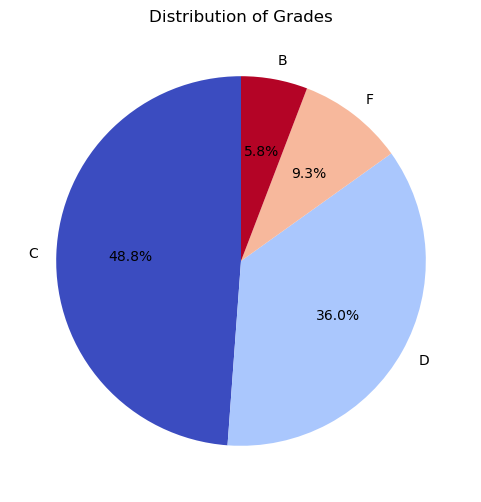 Distribution of Grades
B
F
5.8%
9.3%
C
48.8%
36.0%
D